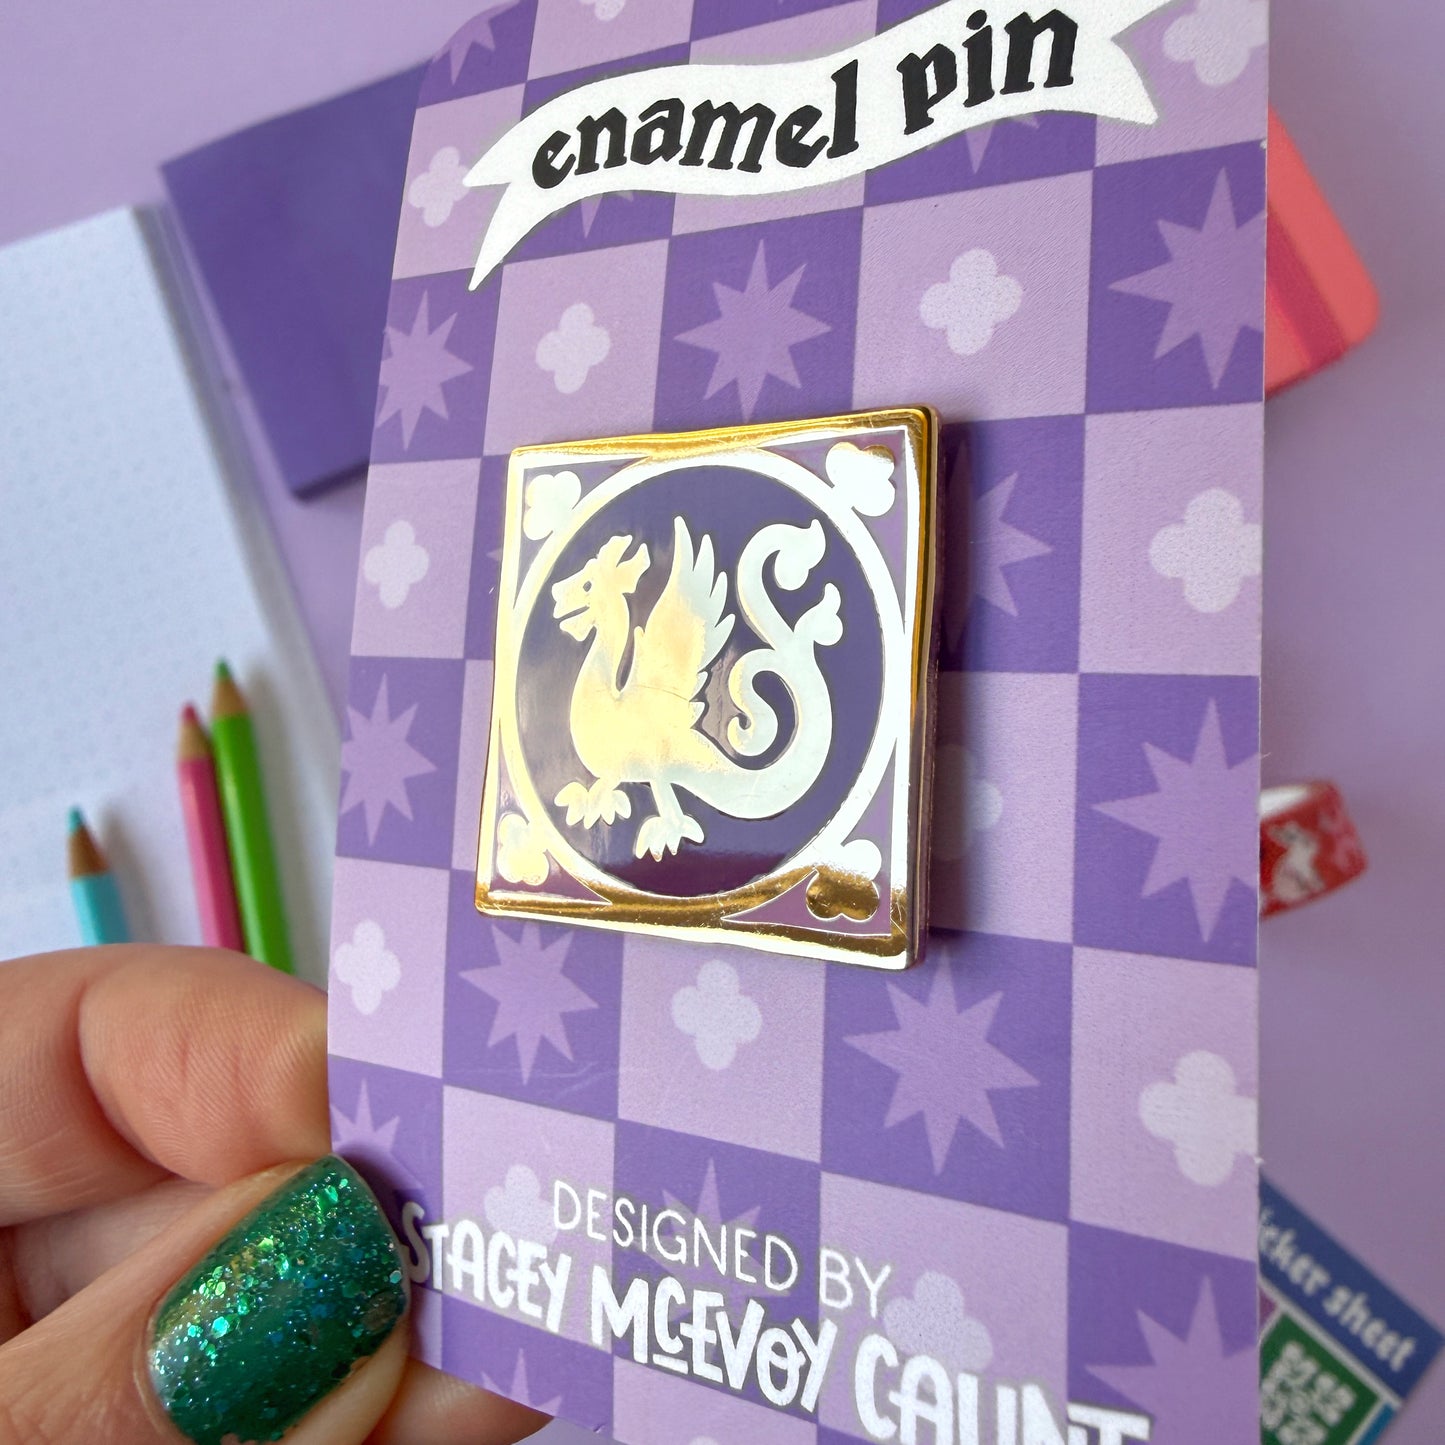 enamel pin
DESIGNED BY
STACEY McEVOY CAUNT
sticker sheet